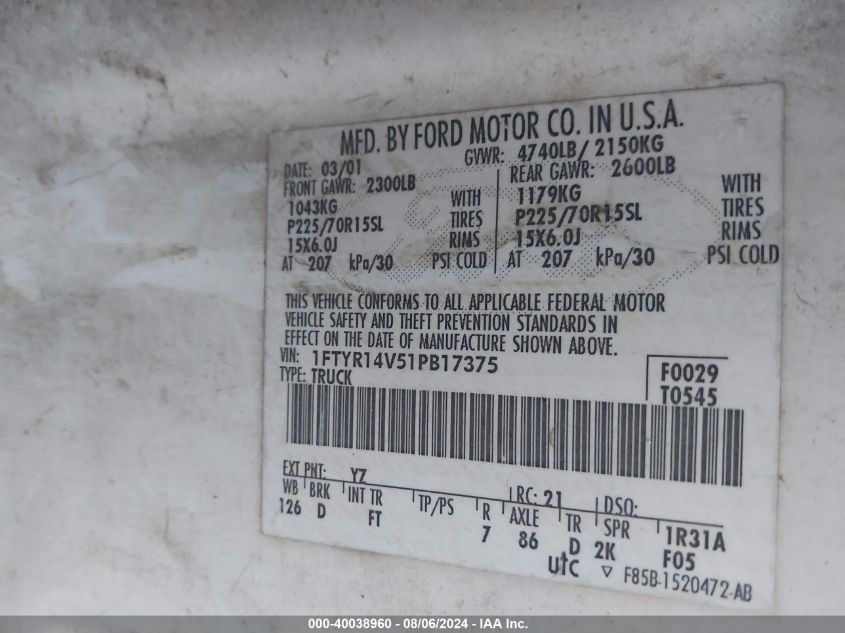 MFD. BY FORD MOTOR CO. IN U.S.A.
DATE: 03/01 GVWR: 4740LB/ 2150KG
FRONT GAWR: 2300LB REAR GAWR: 2600LB
1043KG WITH 1179KG WITH
P225/70R15SL TIRES P225/70R15SL TIRES
15X6.0J RIMS 15X6.0J RIMS
AT 207 kPa/30 PSI COLD AT 207 kPa/30 PSI COLD
THIS VEHICLE CONFORMS TO ALL APPLICABLE FEDERAL MOTOR
VEHICLE SAFETY AND THEFT PREVENTION STANDARDS IN
EFFECT ON THE DATE OF MANUFACTURE SHOWN ABOVE.
VIN: 1FTYR14V51PB17375
TYPE: TRUCK
F0029
T0545
EXT PNT: YZ RC: 21 DSO:
WB BRK INT TR TP/PS R AXLE TR SPR 1R31A
126 D FT 7 86 D 2K F05
UTC ▽ F85B-1520472-AB
000-40038960 - 08/06/2024 - IAA Inc.